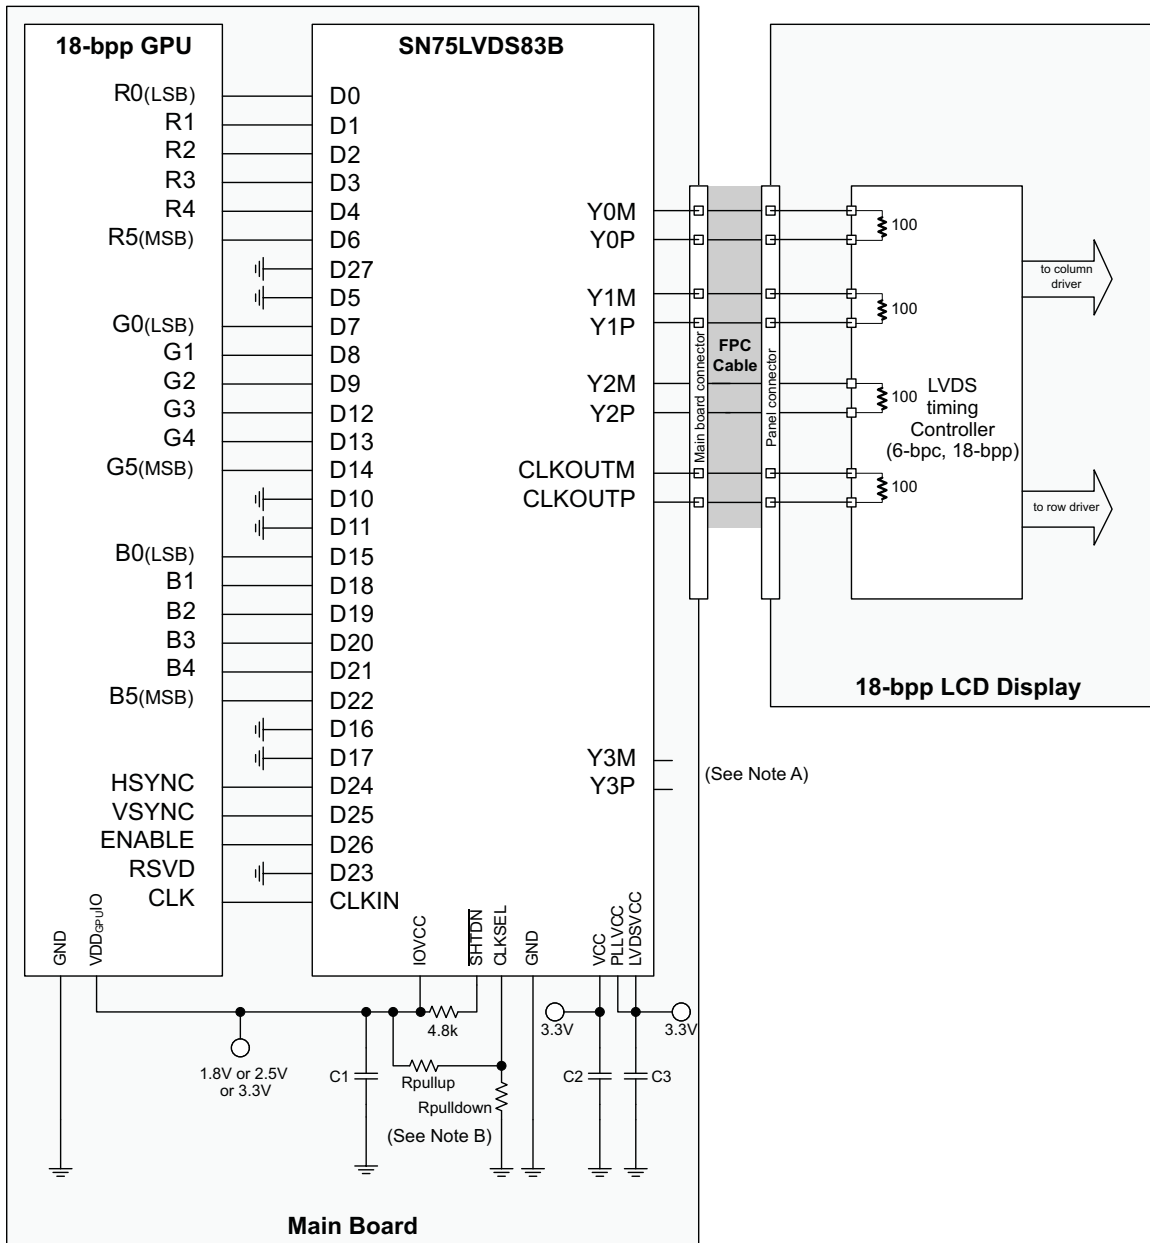 18-bpp GPU
R0(LSB)
R1
R2
R3
R4
R5(MSB)
G0(LSB)
G1
G2
G3
G4
G5(MSB)
B0(LSB)
B1
B2
B3
B4
B5(MSB)
HSYNC
VSYNC
ENABLE
RSVD
CLK
GND
VDDGPUIO
SN75LVDS83B
D0
D1
D2
D3
D4
D6
D27
D5
D7
D8
D9
D12
D13
D14
D10
D11
D15
D18
D19
D20
D21
D22
D16
D17
D24
D25
D26
D23
CLKIN
Y0M
Y0P
Y1M
Y1P
Y2M
Y2P
CLKOUTM
CLKOUTP
Y3M
Y3P
(See Note A)
IOVCC
SHTDN
CLKSEL
GND
VCC
PLLVCC
LVDSVCC
Main board connector
FPC
Cable
Panel connector
100
100
100
100
LVDS
timing
Controller
(6-bpc, 18-bpp)
to column
driver
to row driver
18-bpp LCD Display
1.8V or 2.5V
or 3.3V
C1
4.8k
Rpullup
Rpulldown
(See Note B)
3.3V
C2
C3
3.3V
Main Board